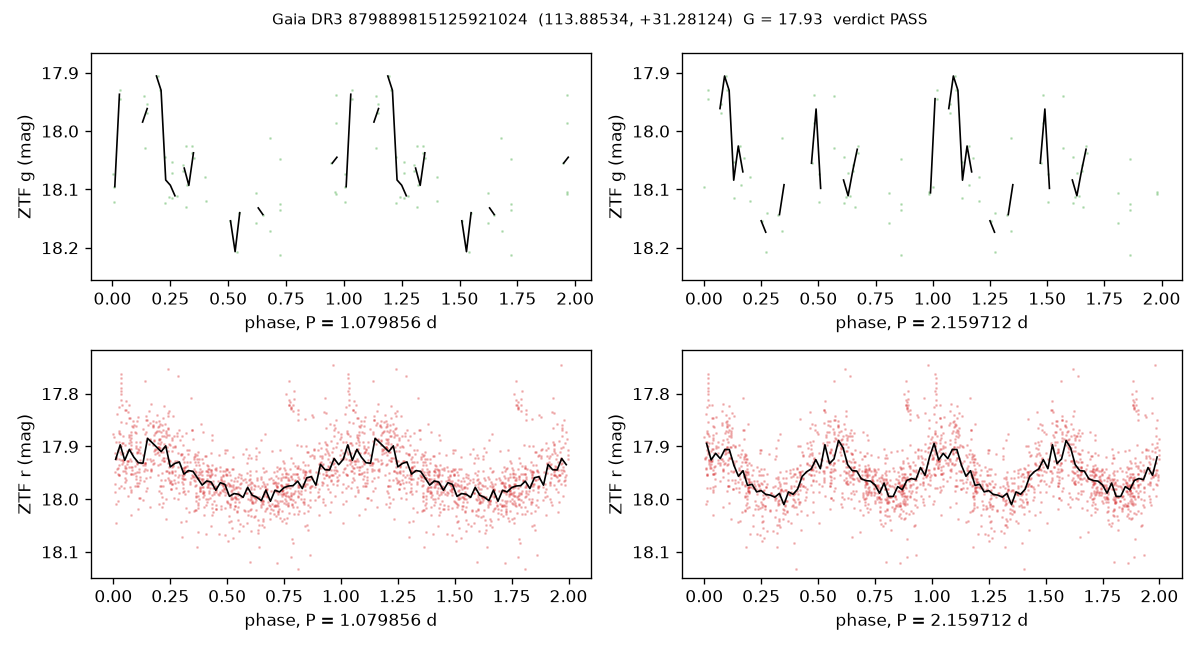 Gaia DR3 879889815125921024 (113.88534, +31.28124) G = 17.93 verdict PASS
ZTF g (mag)
17.9
18.0
18.1
18.2
0.00 0.25 0.50 0.75 1.00 1.25 1.50 1.75 2.00
phase, P = 1.079856 d
ZTF g (mag)
17.9
18.0
18.1
18.2
0.00 0.25 0.50 0.75 1.00 1.25 1.50 1.75 2.00
phase, P = 2.159712 d
ZTF r (mag)
17.8
17.9
18.0
18.1
0.00 0.25 0.50 0.75 1.00 1.25 1.50 1.75 2.00
phase, P = 1.079856 d
ZTF r (mag)
17.8
17.9
18.0
18.1
0.00 0.25 0.50 0.75 1.00 1.25 1.50 1.75 2.00
phase, P = 2.159712 d